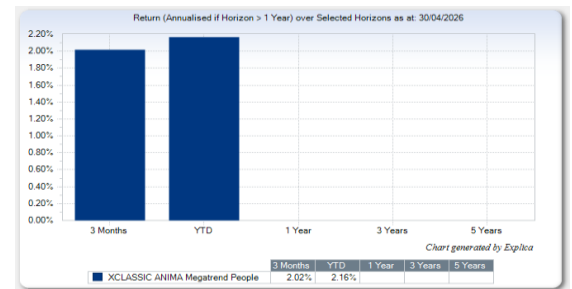 Return (Annualised if Horizon > 1 Year) over Selected Horizons as at: 30/04/2026
2.20%
2.00%
1.80%
1.60%
1.40%
1.20%
1.00%
0.80%
0.60%
0.40%
0.20%
0.00%
3 Months YTD 1 Year 3 Years 5 Years
Chart generated by Explica
3 Months YTD 1 Year 3 Years 5 Years
XCLASSIC ANIMA Megatrend People 2.02% 2.16%